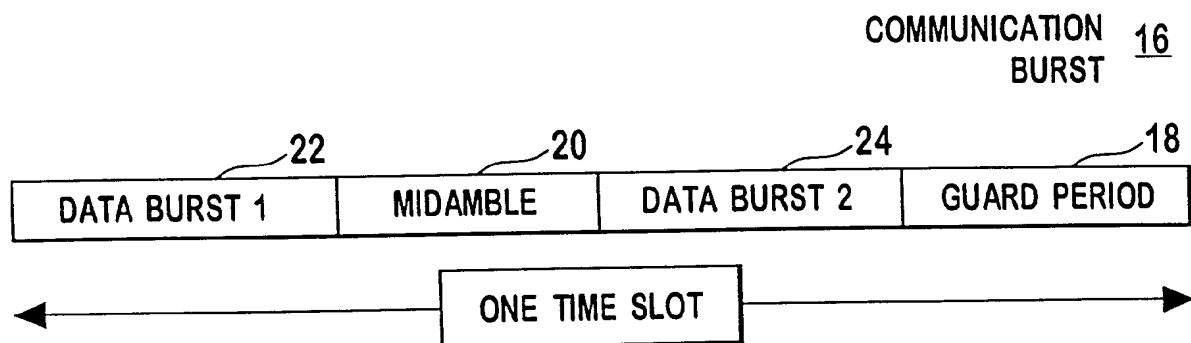 COMMUNICATION 16
BURST
22 20 24 18
DATA BURST 1 MIDAMBLE DATA BURST 2 GUARD PERIOD
ONE TIME SLOT